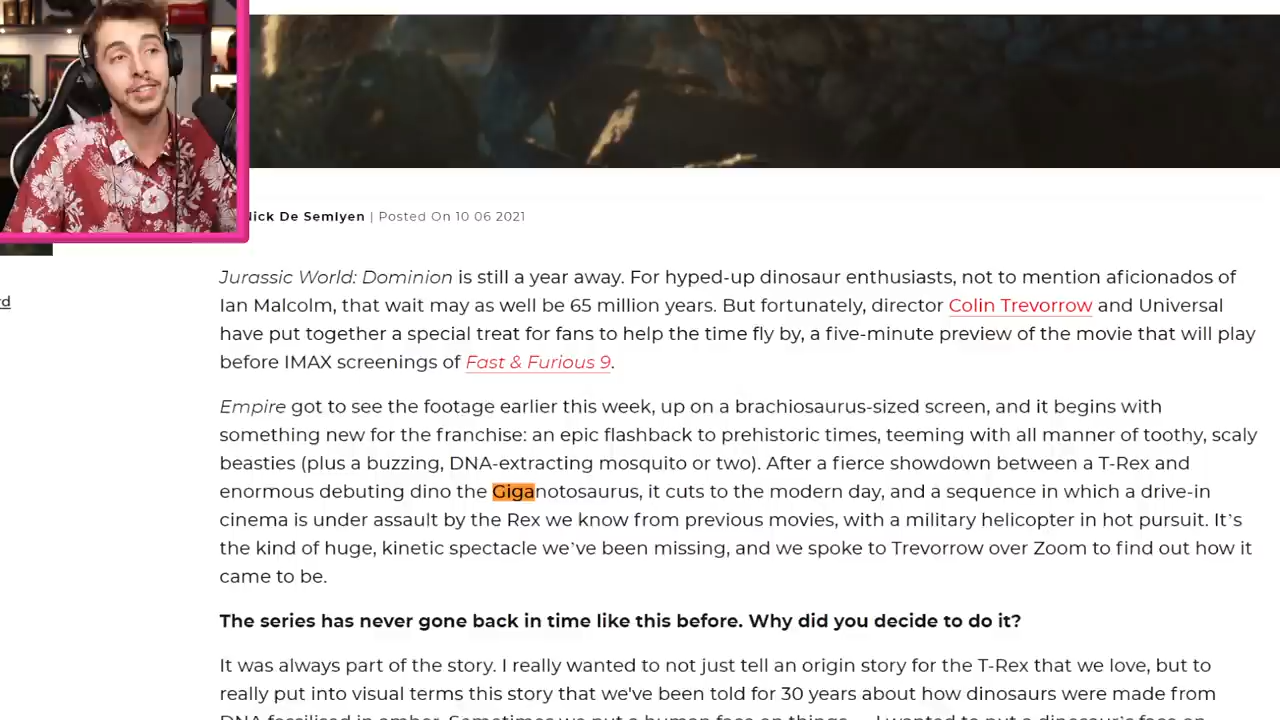 Nick De Semlyen | Posted On 10 06 2021
Jurassic World: Dominion is still a year away. For hyped-up dinosaur enthusiasts, not to mention aficionados of
Ian Malcolm, that wait may as well be 65 million years. But fortunately, director Colin Trevorrow and Universal
have put together a special treat for fans to help the time fly by, a five-minute preview of the movie that will play
before IMAX screenings of Fast & Furious 9.
Empire got to see the footage earlier this week, up on a brachiosaurus-sized screen, and it begins with
something new for the franchise: an epic flashback to prehistoric times, teeming with all manner of toothy, scaly
beasties (plus a buzzing, DNA-extracting mosquito or two). After a fierce showdown between a T-Rex and
enormous debuting dino the Giganotosaurus, it cuts to the modern day, and a sequence in which a drive-in
cinema is under assault by the Rex we know from previous movies, with a military helicopter in hot pursuit. It's
the kind of huge, kinetic spectacle we've been missing, and we spoke to Trevorrow over Zoom to find out how it
came to be.
The series has never gone back in time like this before. Why did you decide to do it?
It was always part of the story. I really wanted to not just tell an origin story for the T-Rex that we love, but to
really put into visual terms this story that we've been told for 30 years about how dinosaurs were made from
DNA fossilised in amber. Sometimes we put a human face on things — I wanted to put a dinosaur's face on